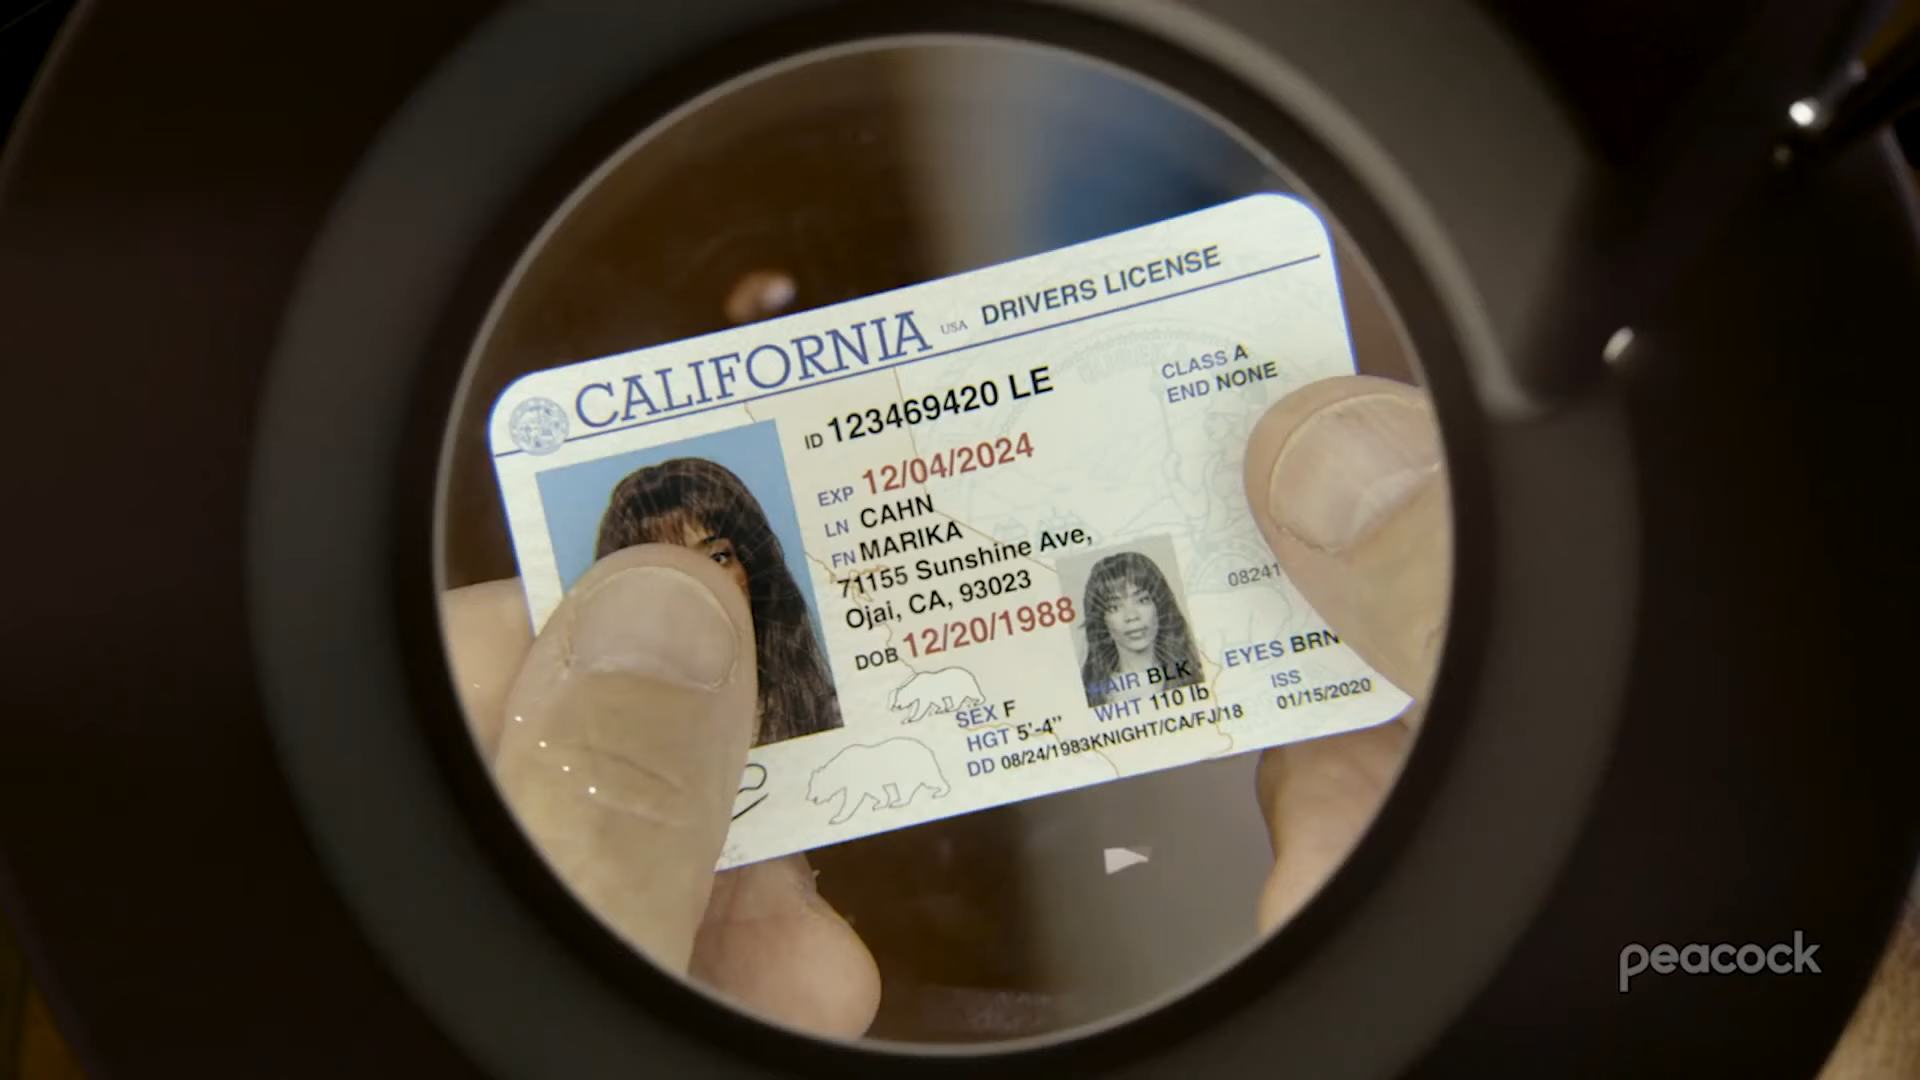 CALIFORNIA USA DRIVERS LICENSE
ID 123469420 LE
CLASS A
END NONE
EXP 12/04/2024
LN CAHN
FN MARIKA
71155 Sunshine Ave,
Ojai, CA, 93023
DOB 12/20/1988
08241
SEX F
HAIR BLK
EYES BRN
HGT 5'-4"
WHT 110 lb
ISS
01/15/2020
DD 08/24/1983KNIGHT/CA/FJ/18
peacock